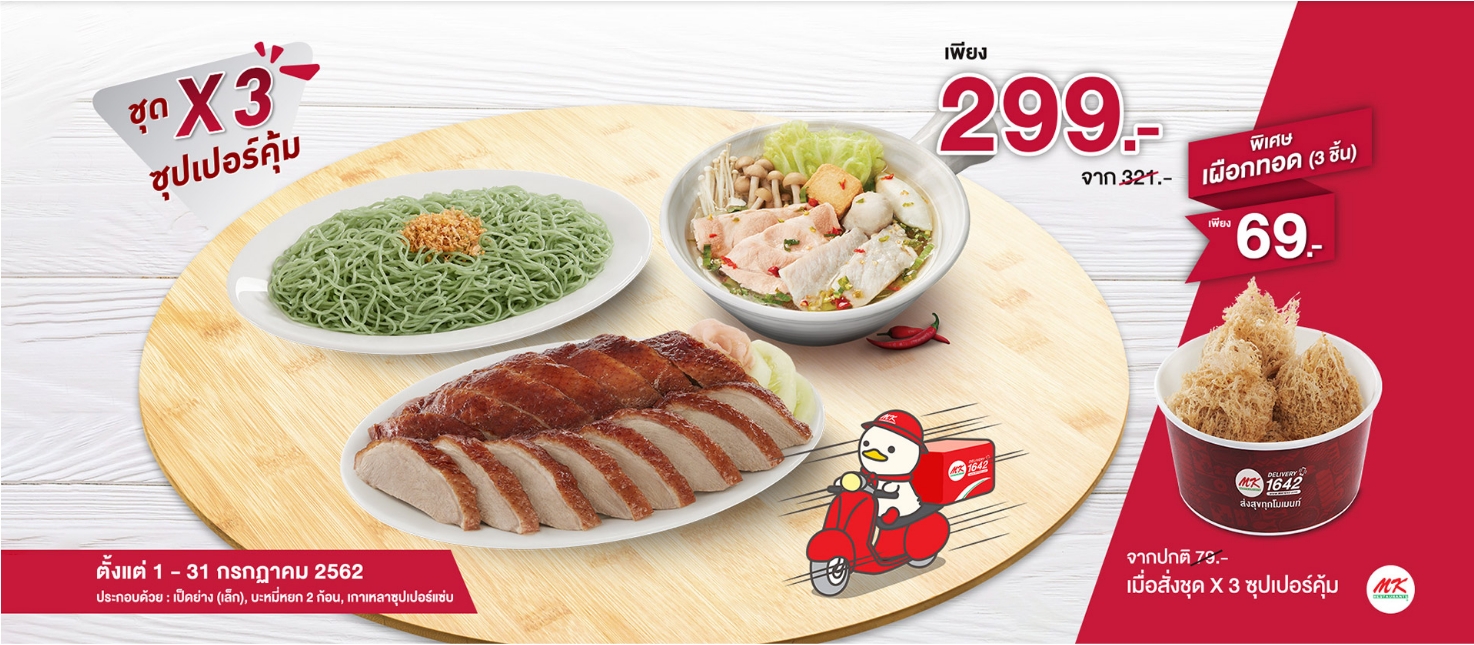 ชุด X 3
ซุปเปอร์คุ้ม
เพียง
299.-
จาก 321.-
พิเศษ
เผือกทอด (3 ชิ้น)
เพียง 69.-
MK
DELIVERY
1642
MK
DELIVERY
1642
ส่งสุขทุกโมเมนท์
ตั้งแต่ 1 - 31 กรกฎาคม 2562
ประกอบด้วย : เป็ดย่าง (เล็ก), บะหมี่หยก 2 ก้อน, เกาเหลาซุปเปอร์แซ่บ
จากปกติ 79.-
เมื่อสั่งชุด X 3 ซุปเปอร์คุ้ม
MK
RESTAURANTS